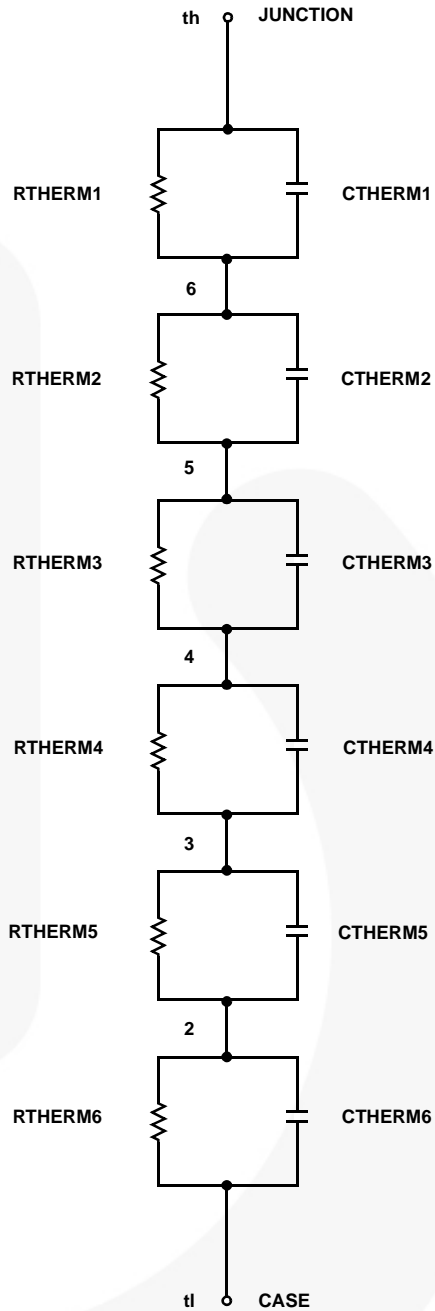 th JUNCTION
RTHERM1 CTHERM1
6
RTHERM2 CTHERM2
5
RTHERM3 CTHERM3
4
RTHERM4 CTHERM4
3
RTHERM5 CTHERM5
2
RTHERM6 CTHERM6
tl CASE